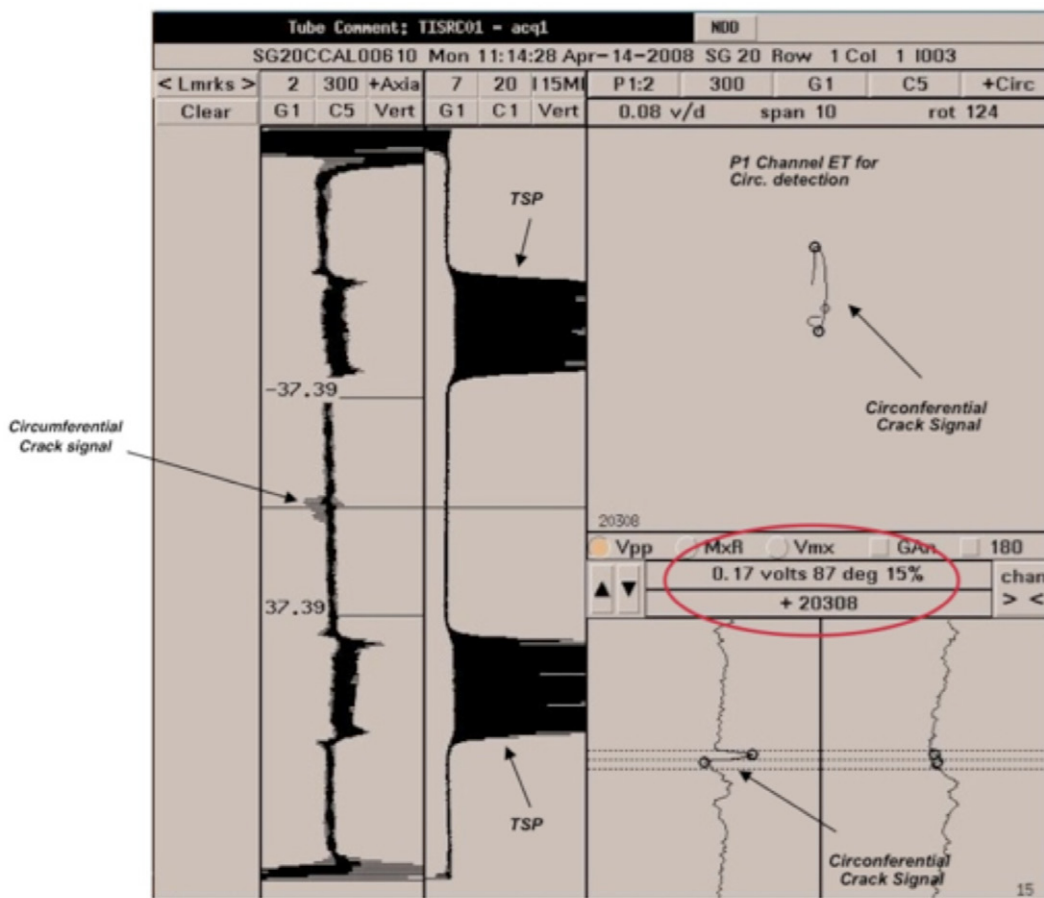 Tube Comment: TISRC01 - acq1 NDD
SG20CCAL00610 Mon 11:14:28 Apr-14-2008 SG 20 Row 1 Col 1 I003
< Lmrks > 2 300 +Axia 7 20 I15MI P1:2 300 G1 C5 +Circ
Clear G1 C5 Vert G1 C1 Vert 0.08 v/d span 10 rot 124
P1 Channel ET for
Circ. detection
TSP
-37.39
Circonferential
Crack Signal
Circumferential
Crack signal
20308
Vpp MxR Vmx GAn 180
0.17 volts 87 deg 15% chan
+ 20308 > <
37.39
TSP
Circonferential
Crack Signal
15